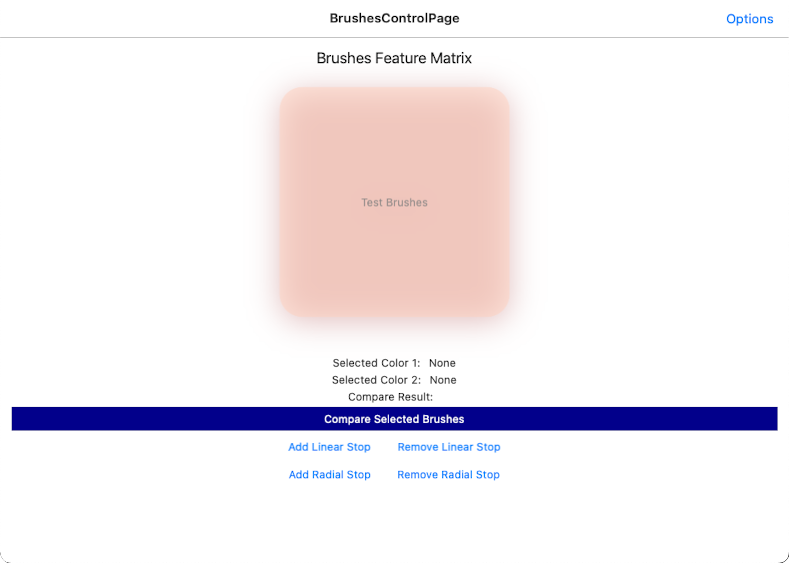 BrushesControlPage
Options
Brushes Feature Matrix
Test Brushes
Selected Color 1: None
Selected Color 2: None
Compare Result:
Compare Selected Brushes
Add Linear Stop Remove Linear Stop
Add Radial Stop Remove Radial Stop